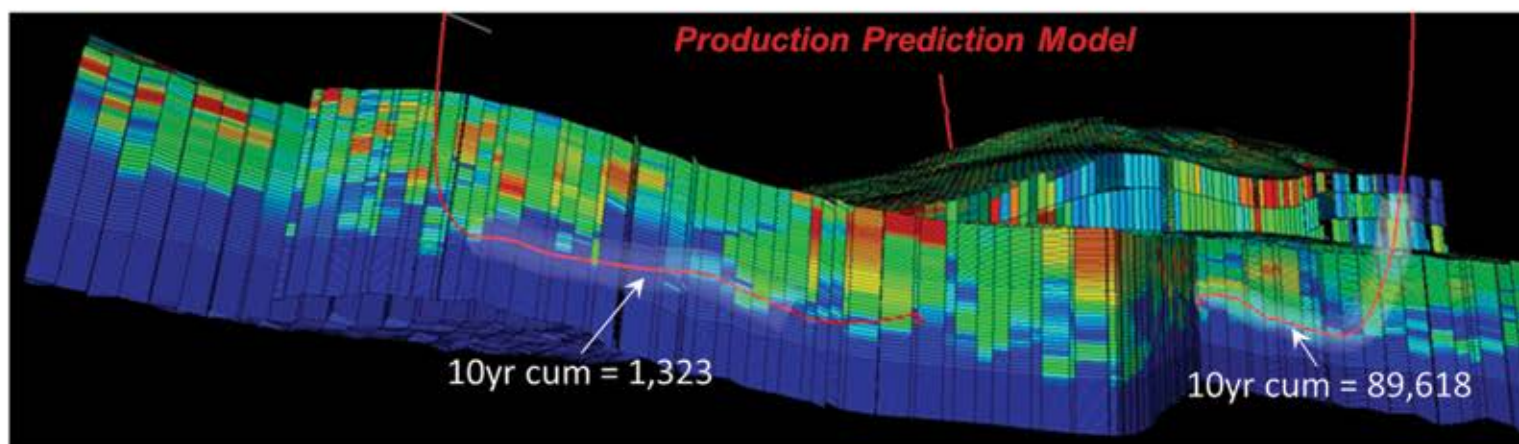 Production Prediction Model
10yr cum = 1,323
10yr cum = 89,618